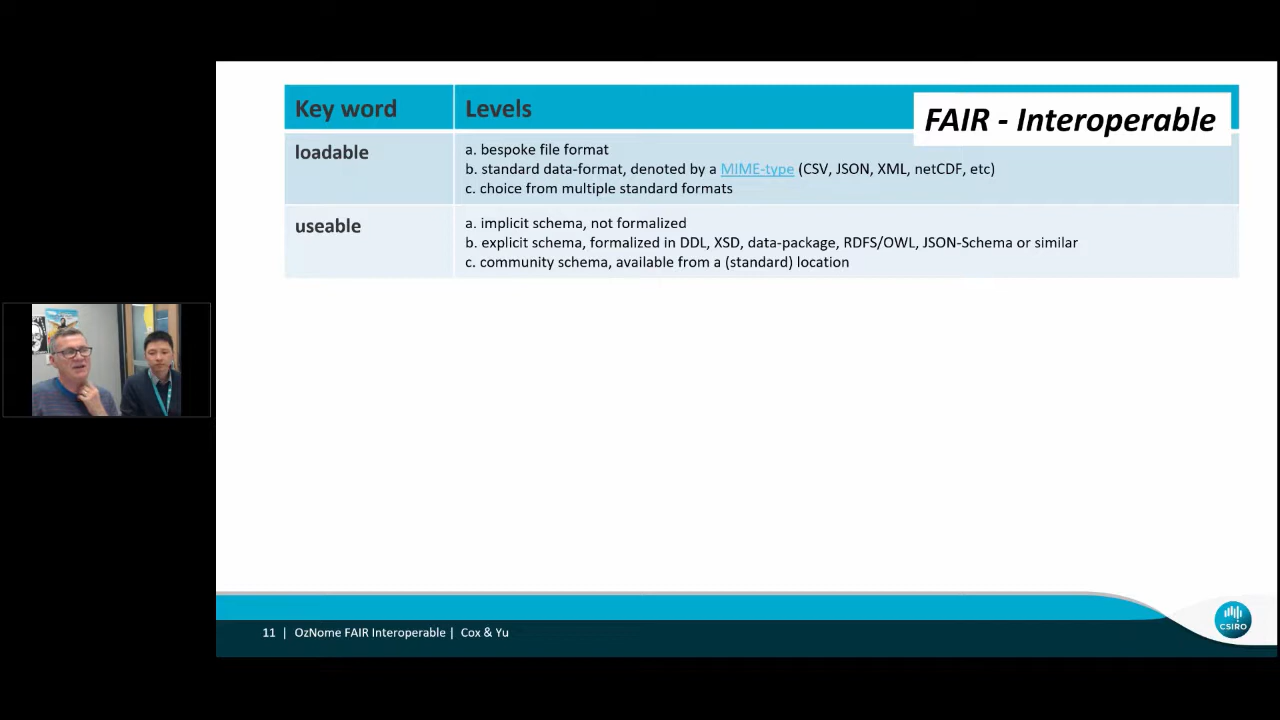 Key word
Levels
FAIR - Interoperable
loadable
a. bespoke file format
b. standard data-format, denoted by a MIME-type (CSV, JSON, XML, netCDF, etc)
c. choice from multiple standard formats
useable
a. implicit schema, not formalized
b. explicit schema, formalized in DDL, XSD, data-package, RDFS/OWL, JSON-Schema or similar
c. community schema, available from a (standard) location
11 | OzNome FAIR Interoperable | Cox & Yu
CSIRO